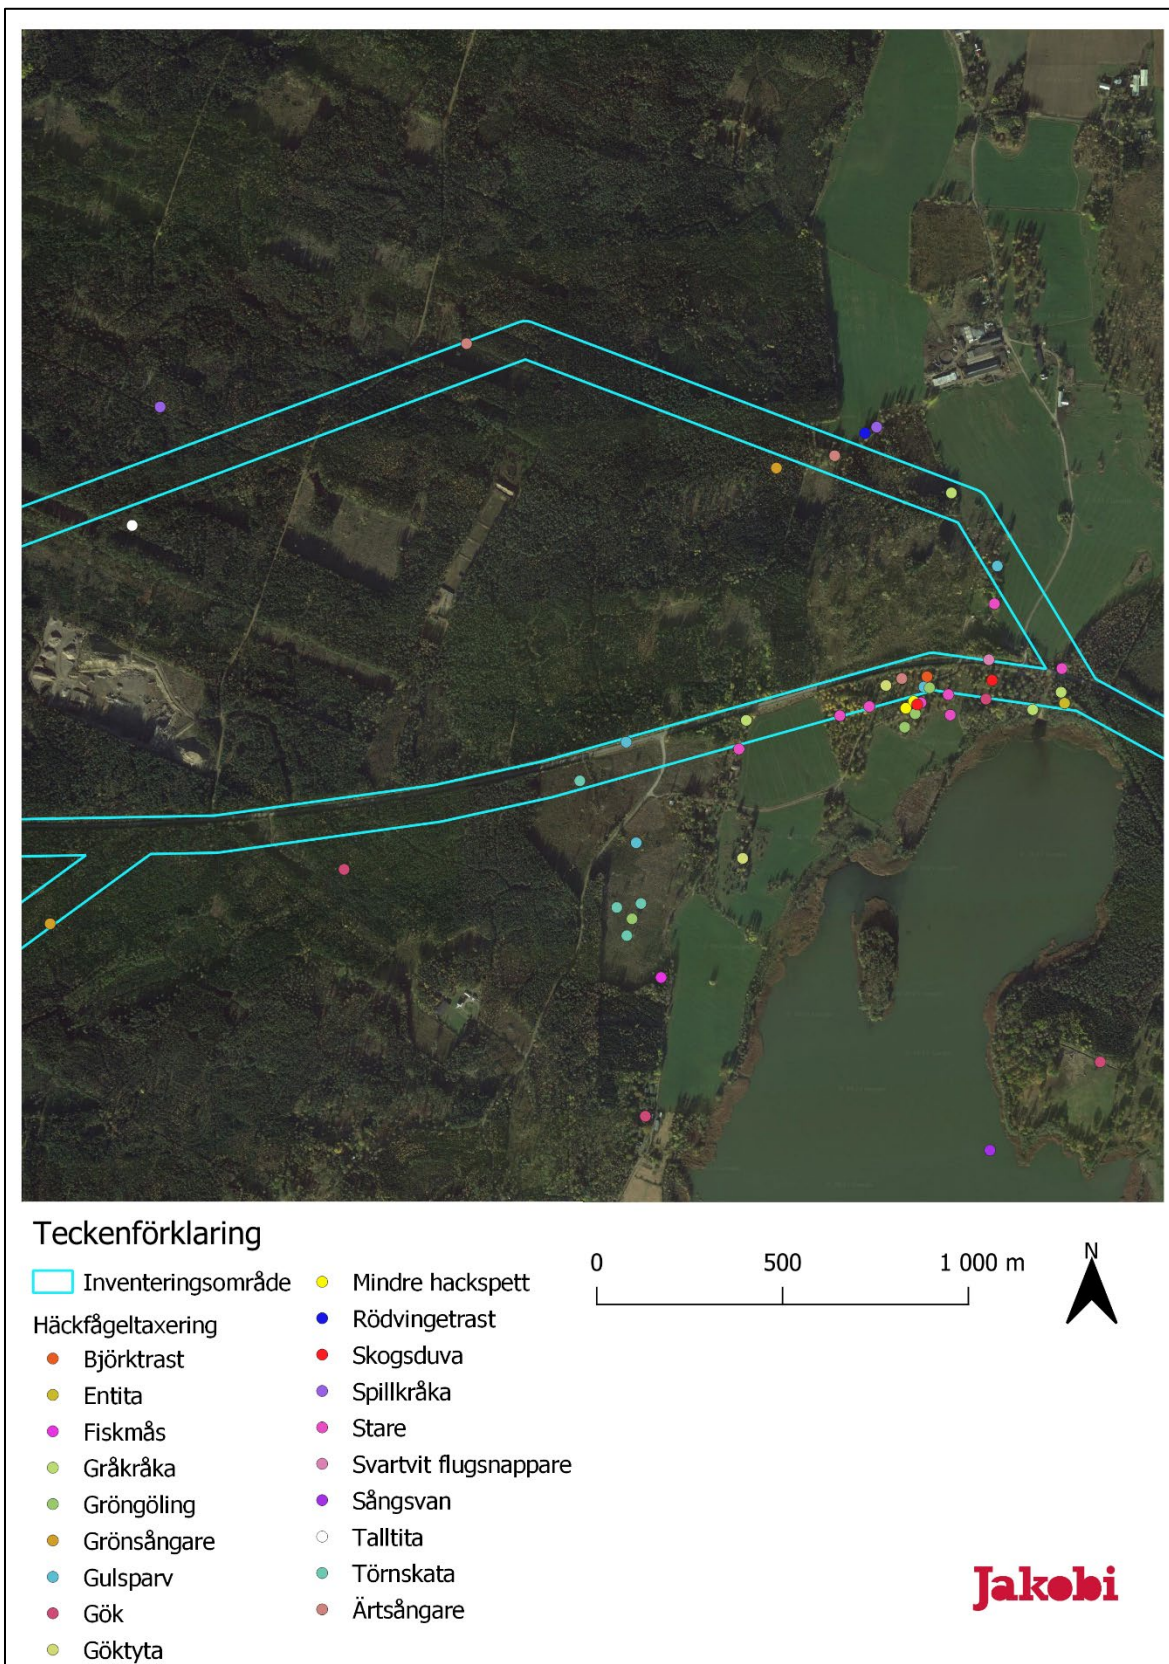 Teckenförklaring
Inventeringsområde
Häckfågeltaxering
Björktrast
Entita
Fiskmås
Gråkråka
Gröngöling
Grönsångare
Gulsparv
Gök
Göktyta
Mindre hackspett
Rödvingetrast
Skogsduva
Spillkråka
Stare
Svartvit flugsnappare
Sångsvan
Talltita
Törnskata
Ärtsångare
0 500 1 000 m
N
Jakobi